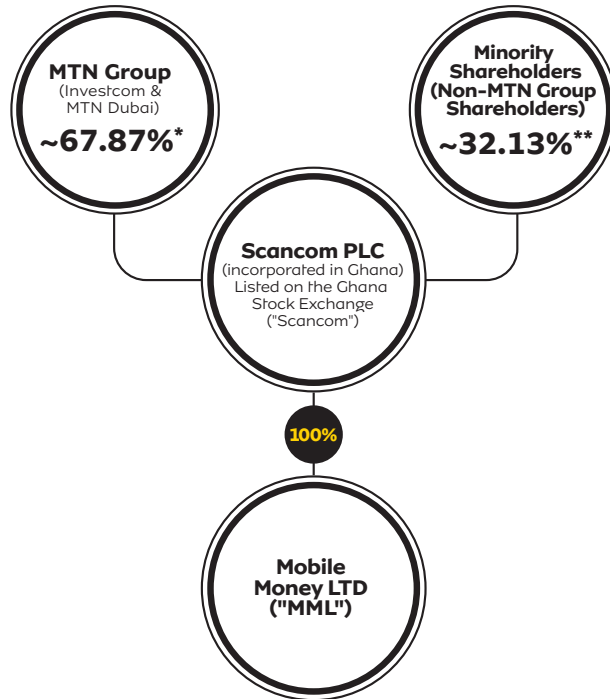 MTN Group
(Investcom &
MTN Dubai)
~67.87%*
Minority
Shareholders
(Non-MTN Group
Shareholders)
~32.13%**
Scancom PLC
(incorporated in Ghana)
Listed on the Ghana
Stock Exchange
("Scancom")
100%
Mobile
Money LTD
("MML")